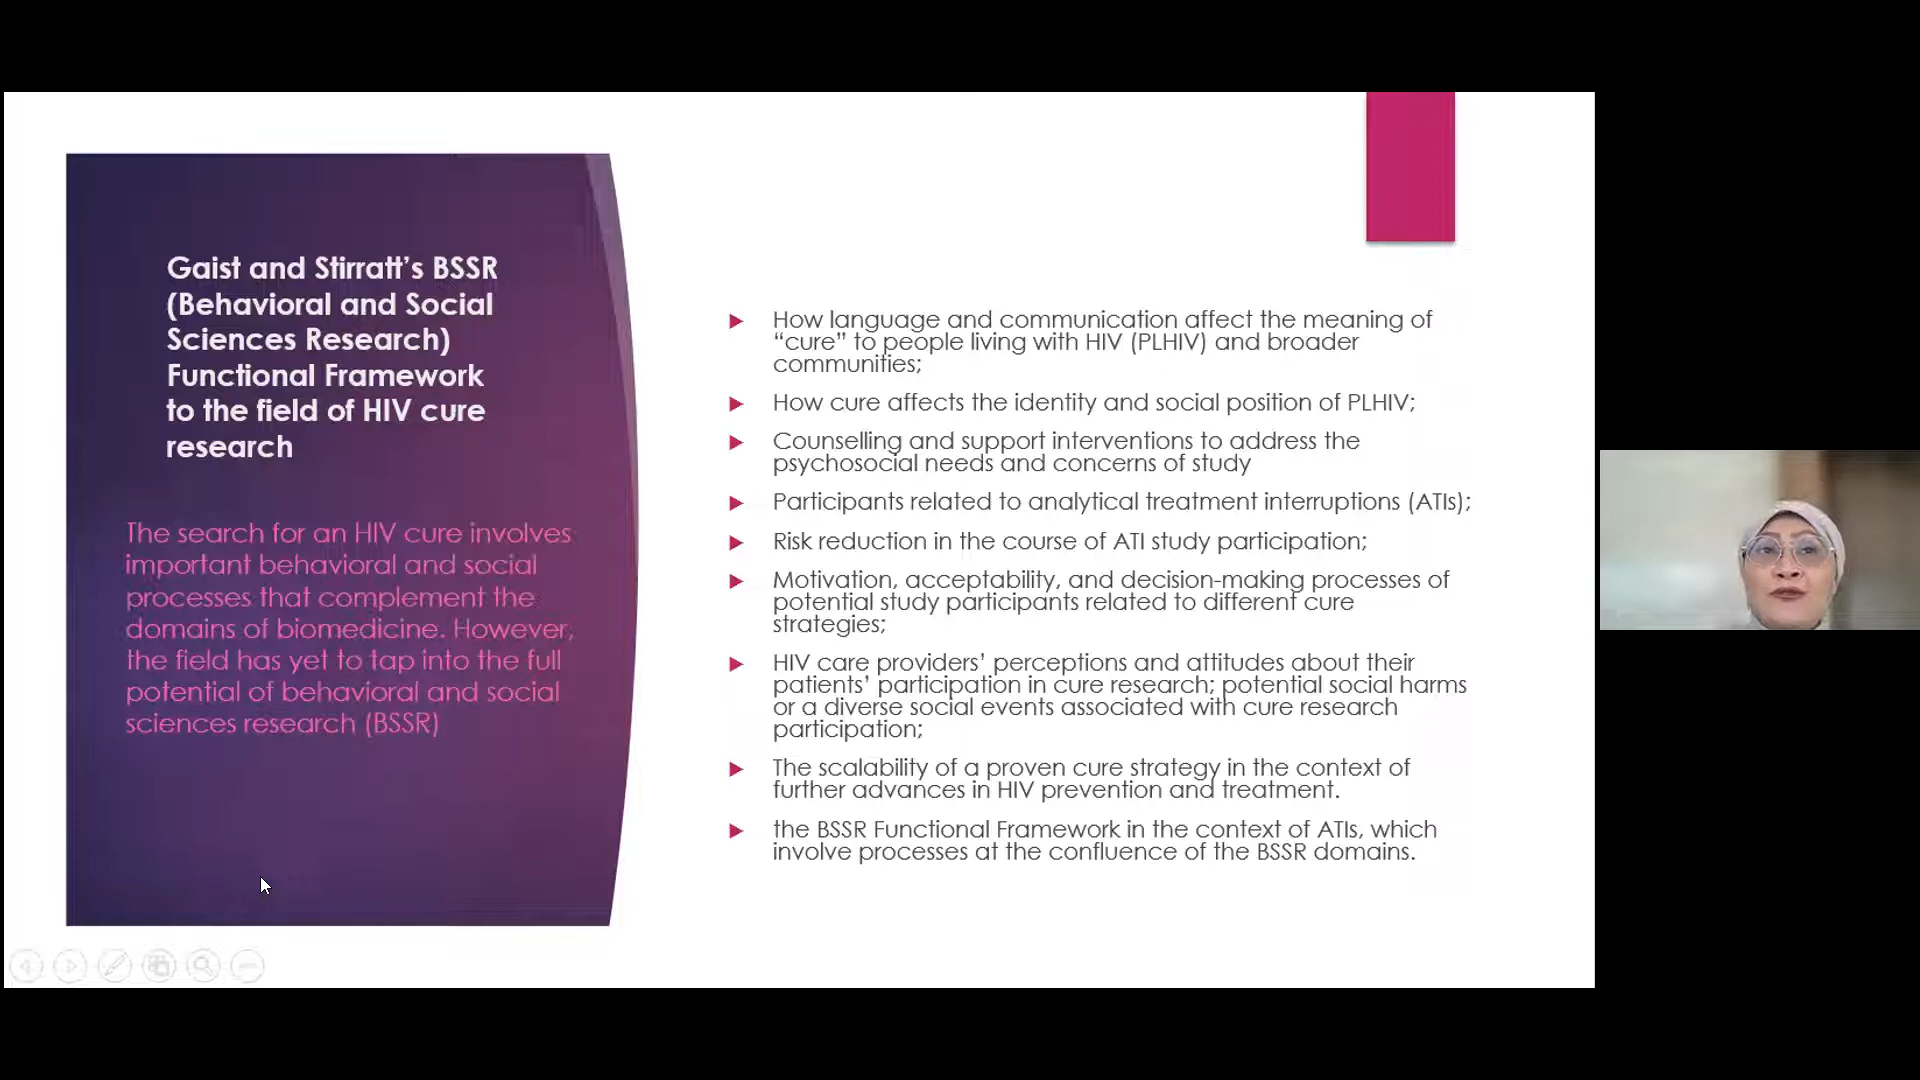 Gaist and Stirratt’s BSSR
(Behavioral and Social
Sciences Research)
Functional Framework
to the field of HIV cure
research
The search for an HIV cure involves
important behavioral and social
processes that complement the
domains of biomedicine. However,
the field has yet to tap into the full
potential of behavioral and social
sciences research (BSSR)
How language and communication affect the meaning of
“cure” to people living with HIV (PLHIV) and broader
communities;
How cure affects the identity and social position of PLHIV;
Counselling and support interventions to address the
psychosocial needs and concerns of study
Participants related to analytical treatment interruptions (ATIs);
Risk reduction in the course of ATI study participation;
Motivation, acceptability, and decision-making processes of
potential study participants related to different cure
strategies;
HIV care providers’ perceptions and attitudes about their
patients’ participation in cure research; potential social harms
or a diverse social events associated with cure research
participation;
The scalability of a proven cure strategy in the context of
further advances in HIV prevention and treatment.
the BSSR Functional Framework in the context of ATIs, which
involve processes at the confluence of the BSSR domains.